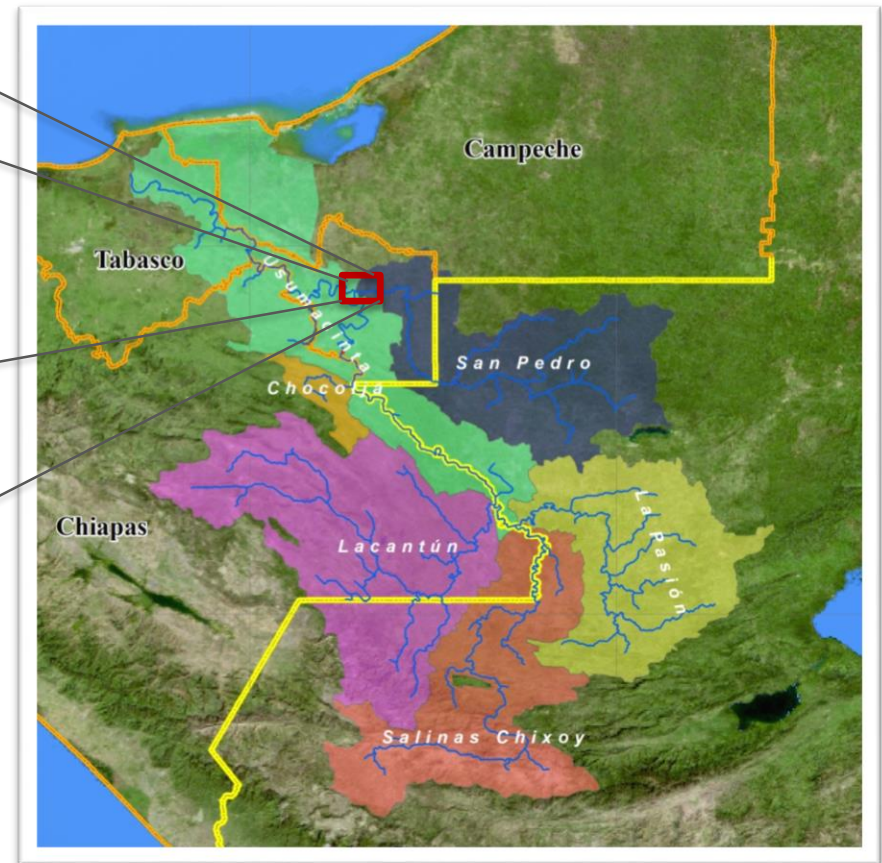 Campeche
Tabasco
Usumacinta
San Pedro
Chocoljá
Chiapas
Lacantún
La Pasión
Salinas Chixoy